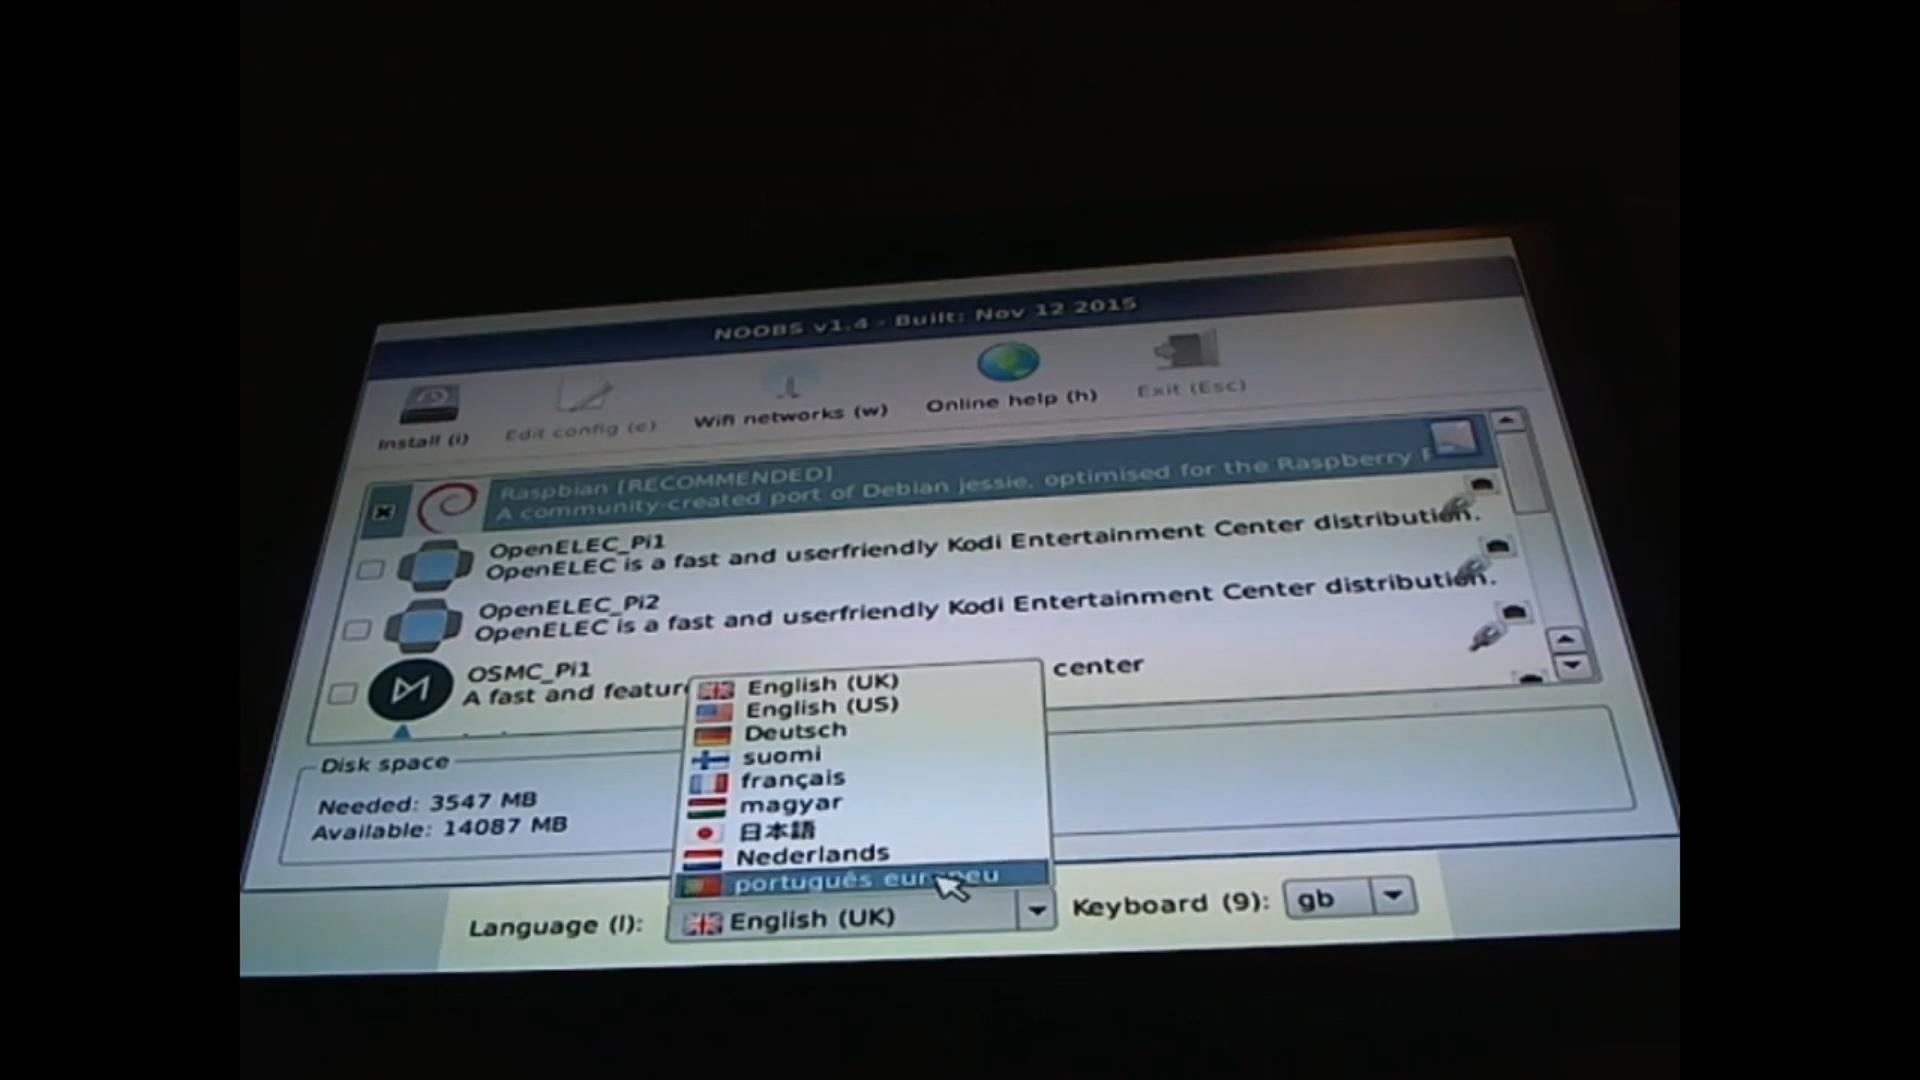 NOOBS v1.4 - Built: Nov 12 2015
Install (i)
Edit config (e)
Wifi networks (w)
Online help (h)
Exit (Esc)
Raspbian [RECOMMENDED]
A community-created port of Debian jessie, optimised for the Raspberry
OpenELEC_Pi1
OpenELEC is a fast and userfriendly Kodi Entertainment Center distribution.
OpenELEC_Pi2
OpenELEC is a fast and userfriendly Kodi Entertainment Center distribution.
OSMC_Pi1
A fast and center
English (UK)
English (US)
Deutsch
suomi
français
magyar
日本語
Nederlands
português europeu
Disk space
Needed: 3547 MB
Available: 14087 MB
Language (l):
English (UK)
Keyboard (9):
gb